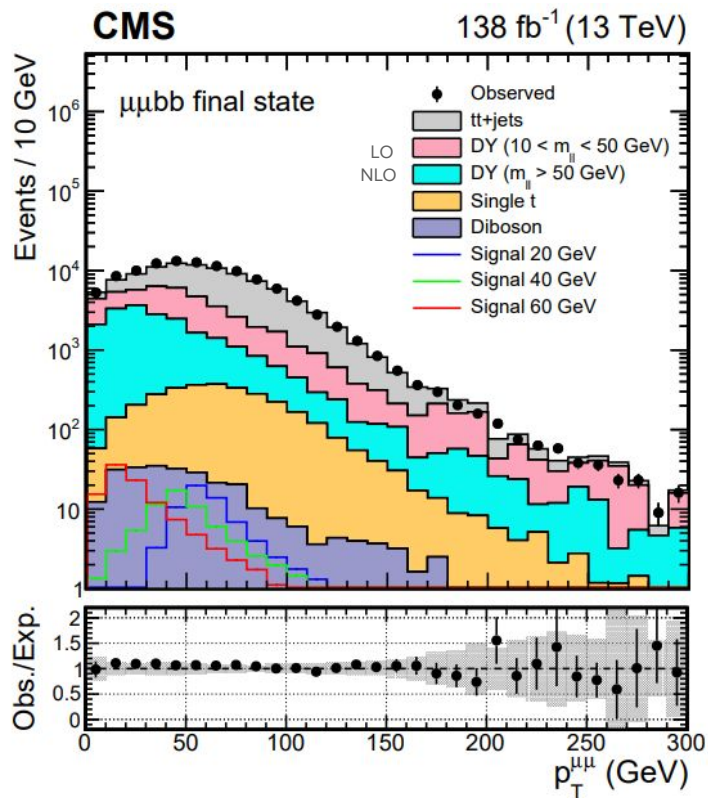 CMS 138 fb⁻¹ (13 TeV)
μμbb final state
Observed
tt+jets
LO DY (10 < m_ll < 50 GeV)
NLO DY (m_ll > 50 GeV)
Single t
Diboson
Signal 20 GeV
Signal 40 GeV
Signal 60 GeV
Events / 10 GeV
10⁶
10⁵
10⁴
10³
10²
10
1
Obs./Exp.
2
1.5
1
0.5
0
0 50 100 150 200 250 300
p_T^μμ (GeV)